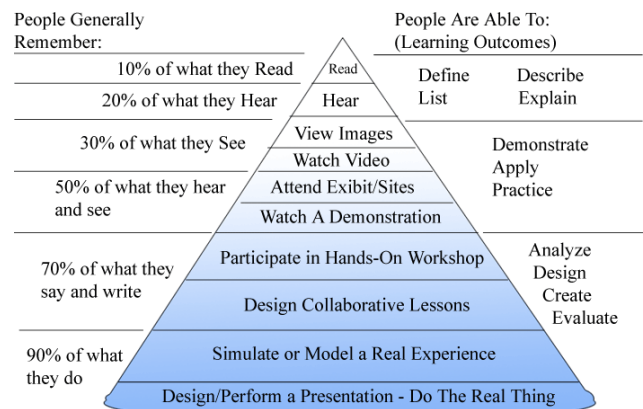 People Generally
Remember:
People Are Able To:
(Learning Outcomes)
10% of what they Read
Read
Define
List
Describe
Explain
20% of what they Hear
Hear
30% of what they See
View Images
Watch Video
Demonstrate
Apply
Practice
50% of what they hear
and see
Attend Exibit/Sites
Watch A Demonstration
70% of what they
say and write
Participate in Hands-On Workshop
Design Collaborative Lessons
Analyze
Design
Create
Evaluate
90% of what
they do
Simulate or Model a Real Experience
Design/Perform a Presentation - Do The Real Thing